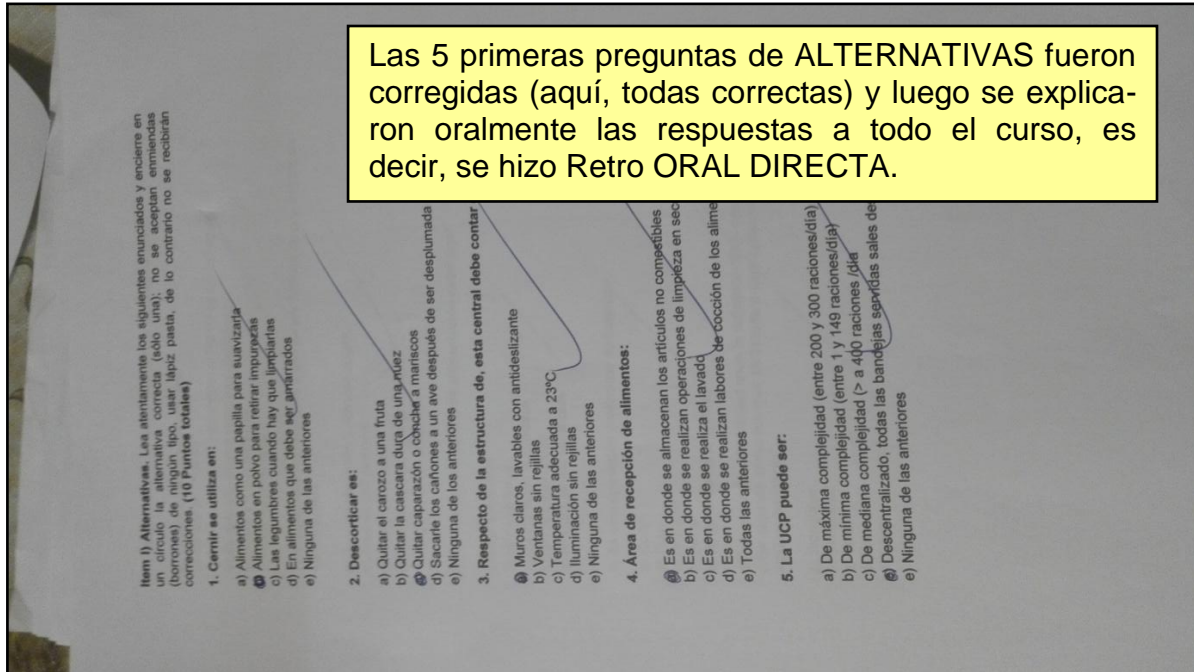 Las 5 primeras preguntas de ALTERNATIVAS fueron
corregidas (aquí, todas correctas) y luego se explica-
ron oralmente las respuestas a todo el curso, es
decir, se hizo Retro ORAL DIRECTA.
Item I) Alternativas. Lea atentamente los siguientes enunciados y encierre en
un círculo la alternativa correcta (sólo una); no se aceptan enmiendas
(borrones) de ningún tipo, usar lápiz pasta, de lo contrario no se recibirán
correcciones. (10 Puntos totales)
1. Cernir se utiliza en:
a) Alimentos como una papilla para suavizarla
b) Alimentos en polvo para retirar impurezas
c) Las legumbres cuando hay que limpiarlas
d) En alimentos que debe ser amarrados
e) Ninguna de las anteriores
2. Descorticar es:
a) Quitar el carozo a una fruta
b) Quitar la cascara dura de una nuez
c) Quitar caparazón o concha a mariscos
d) Sacarle los cañones a un ave después de ser desplumada
e) Ninguna de los anteriores
3. Respecto de la estructura de, esta central debe contar
a) Muros claros, lavables con antideslizante
b) Ventanas sin rejillas
c) Temperatura adecuada a 23°C
d) Iluminación sin rejillas
e) Ninguna de las anteriores
4. Área de recepción de alimentos:
a) Es en donde se almacenan los artículos no comestibles
b) Es en donde se realizan operaciones de limpieza en sec
c) Es en donde se realiza el lavado
d) Es en donde se realizan labores de cocción de los alime
e) Todas las anteriores
5. La UCP puede ser:
a) De máxima complejidad (entre 200 y 300 raciones/día)
b) De mínima complejidad (entre 1 y 149 raciones/día)
c) De mediana complejidad (> a 400 raciones /día
d) Descentralizado, todas las bandejas servidas sales de
e) Ninguna de las anteriores